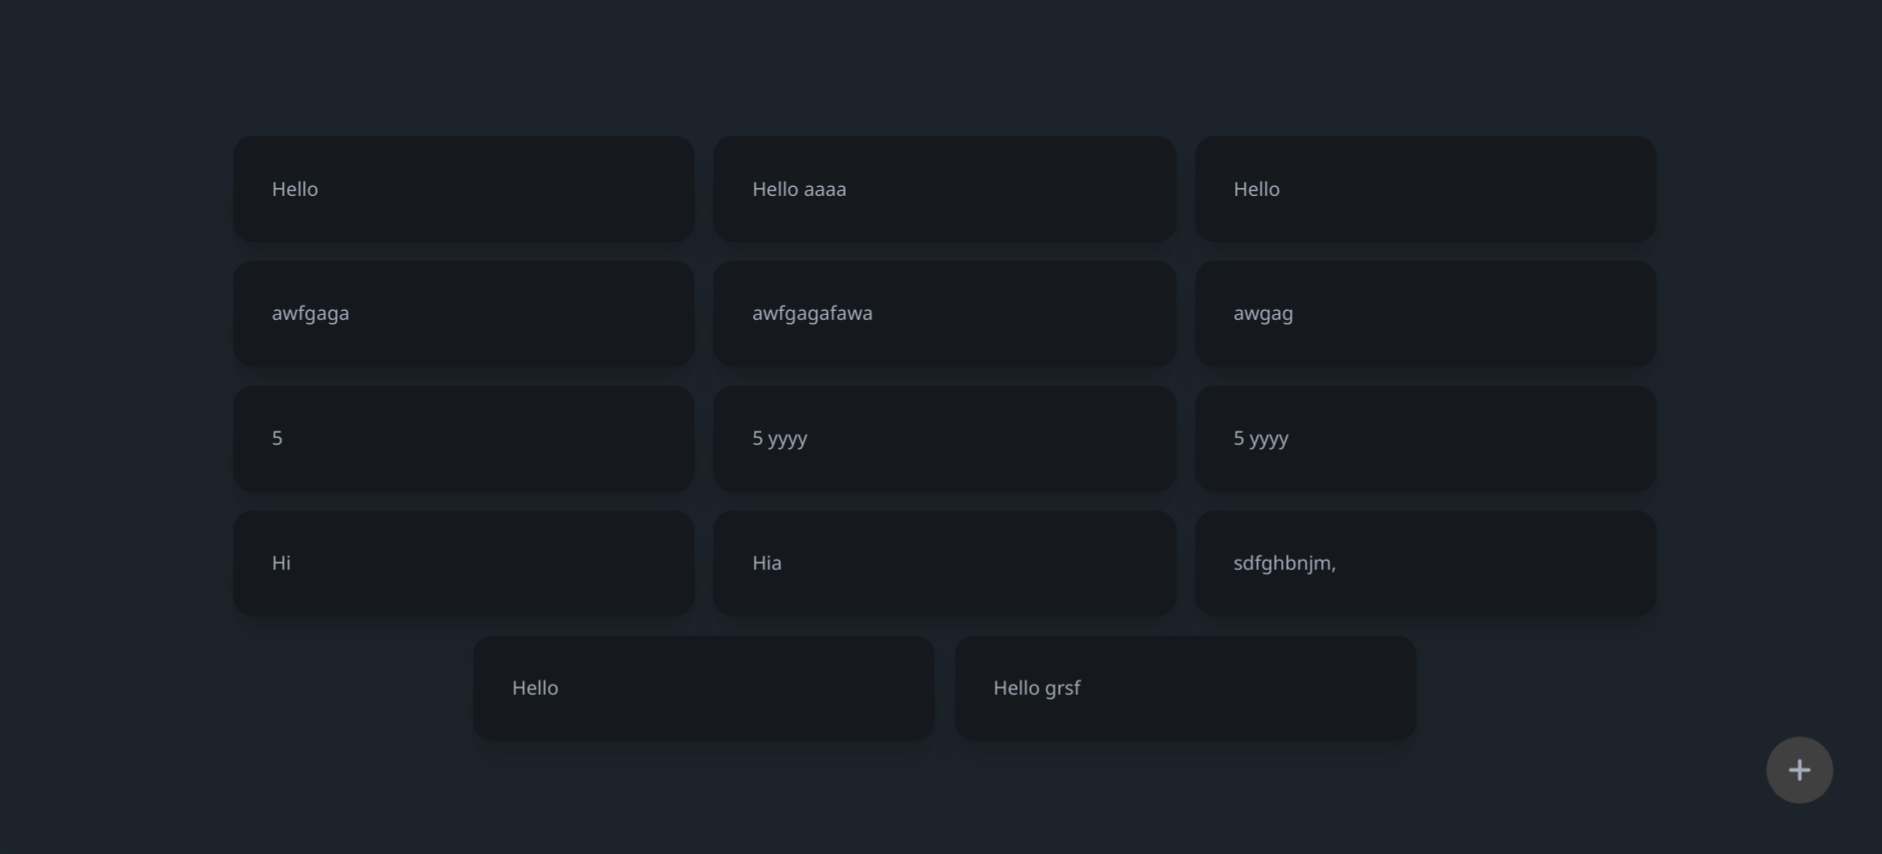 Hello
Hello aaaa
Hello
awfgaga
awfgagafawa
awgag
5
5 yyyy
5 yyyy
Hi
Hia
sdfghbnjm,
Hello
Hello grsf
+